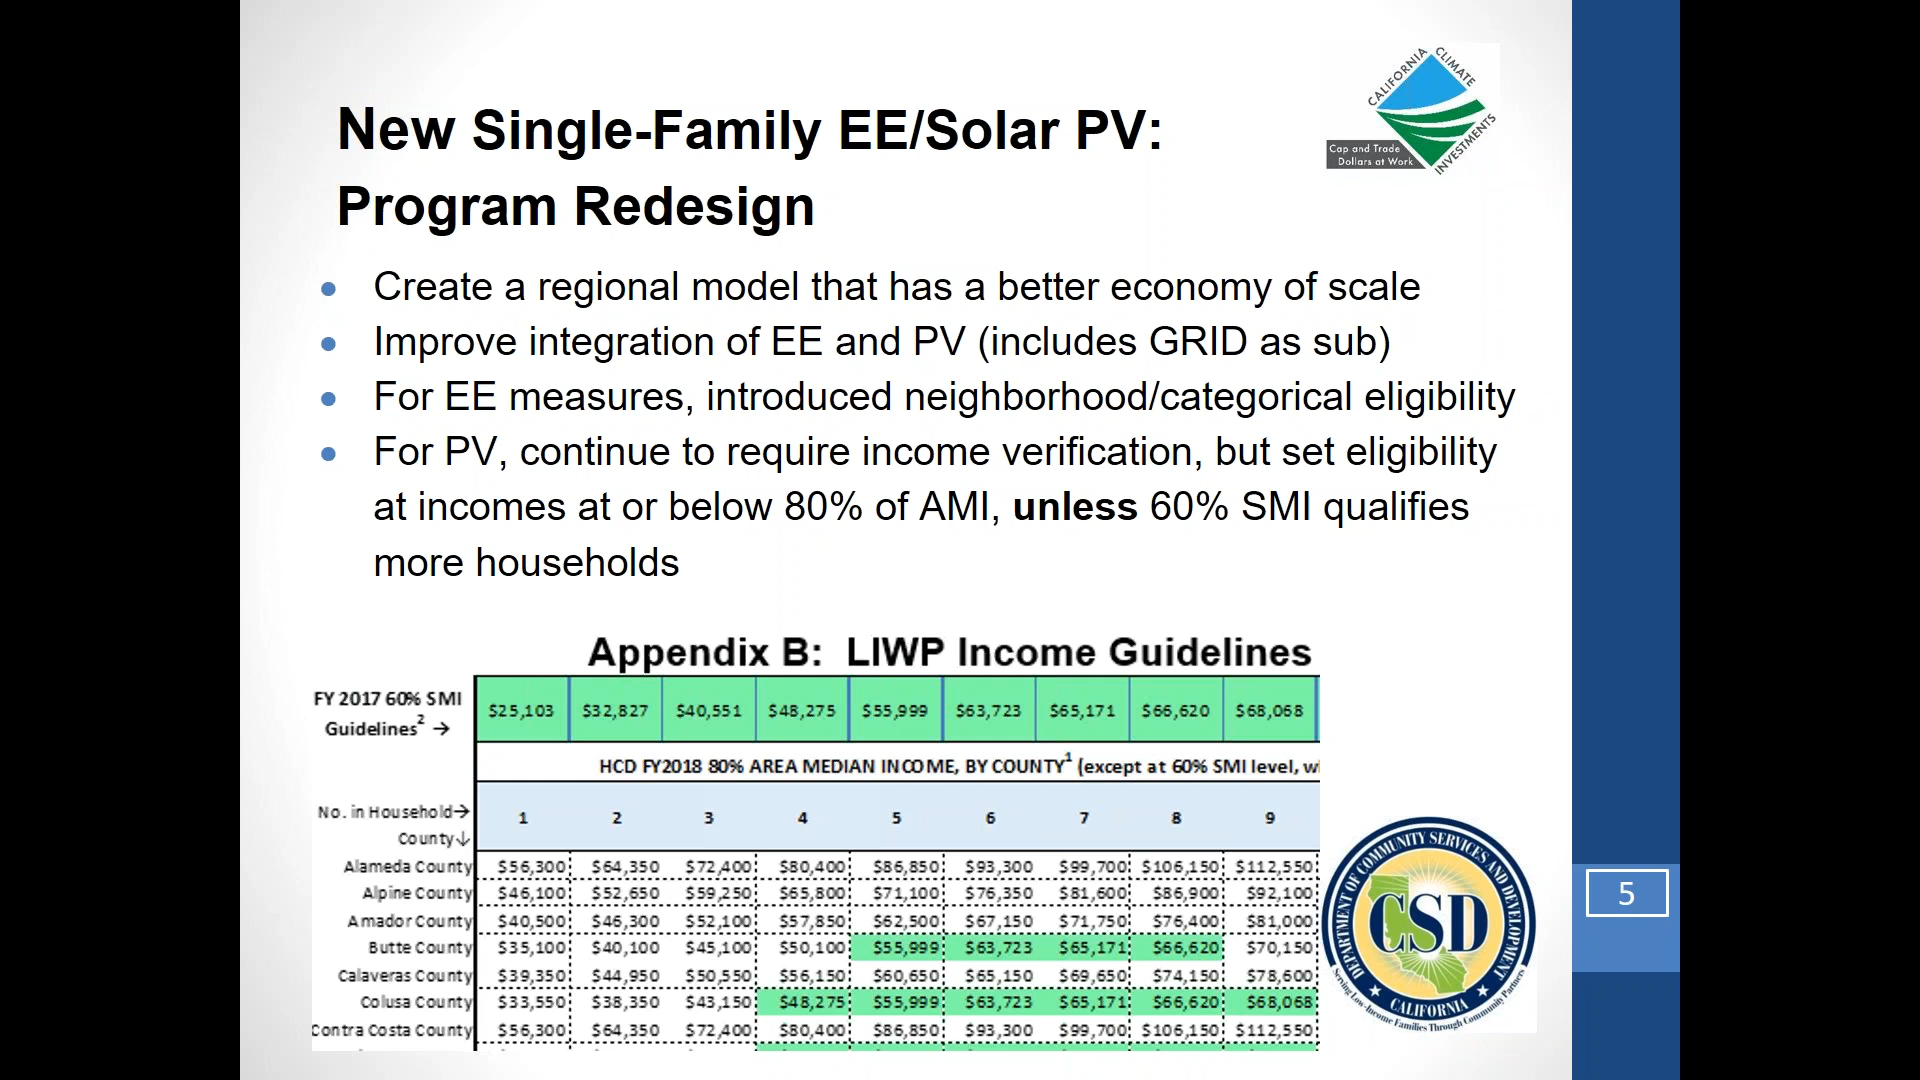 CALIFORNIA CLIMATE INVESTMENTS
Cap and Trade
Dollars at Work
New Single-Family EE/Solar PV:
Program Redesign
• Create a regional model that has a better economy of scale
• Improve integration of EE and PV (includes GRID as sub)
• For EE measures, introduced neighborhood/categorical eligibility
• For PV, continue to require income verification, but set eligibility
at incomes at or below 80% of AMI, unless 60% SMI qualifies
more households
Appendix B: LIWP Income Guidelines
FY 2017 60% SMI
Guidelines² → $25,103 $32,827 $40,551 $48,275 $55,999 $63,723 $65,171 $66,620 $68,068
HCD FY2018 80% AREA MEDIAN INCOME, BY COUNTY¹ (except at 60% SMI level, w
No. in Household→ 1 2 3 4 5 6 7 8 9
County↓
Alameda County $56,300 $64,350 $72,400 $80,400 $86,850 $93,300 $99,700 $106,150 $112,550
Alpine County $46,100 $52,650 $59,250 $65,800 $71,100 $76,350 $81,600 $86,900 $92,100
Amador County $40,500 $46,300 $52,100 $57,850 $62,500 $67,150 $71,750 $76,400 $81,000
Butte County $35,100 $40,100 $45,100 $50,100 $55,999 $63,723 $65,171 $66,620 $70,150
Calaveras County $39,350 $44,950 $50,550 $56,150 $60,650 $65,150 $69,650 $74,150 $78,600
Colusa County $33,550 $38,350 $43,150 $48,275 $55,999 $63,723 $65,171 $66,620 $68,068
Contra Costa County $56,300 $64,350 $72,400 $80,400 $86,850 $93,300 $99,700 $106,150 $112,550
DEPARTMENT OF COMMUNITY SERVICES AND DEVELOPMENT
CSD
CALIFORNIA
Serving Low-Income Families Through Community Partners
5